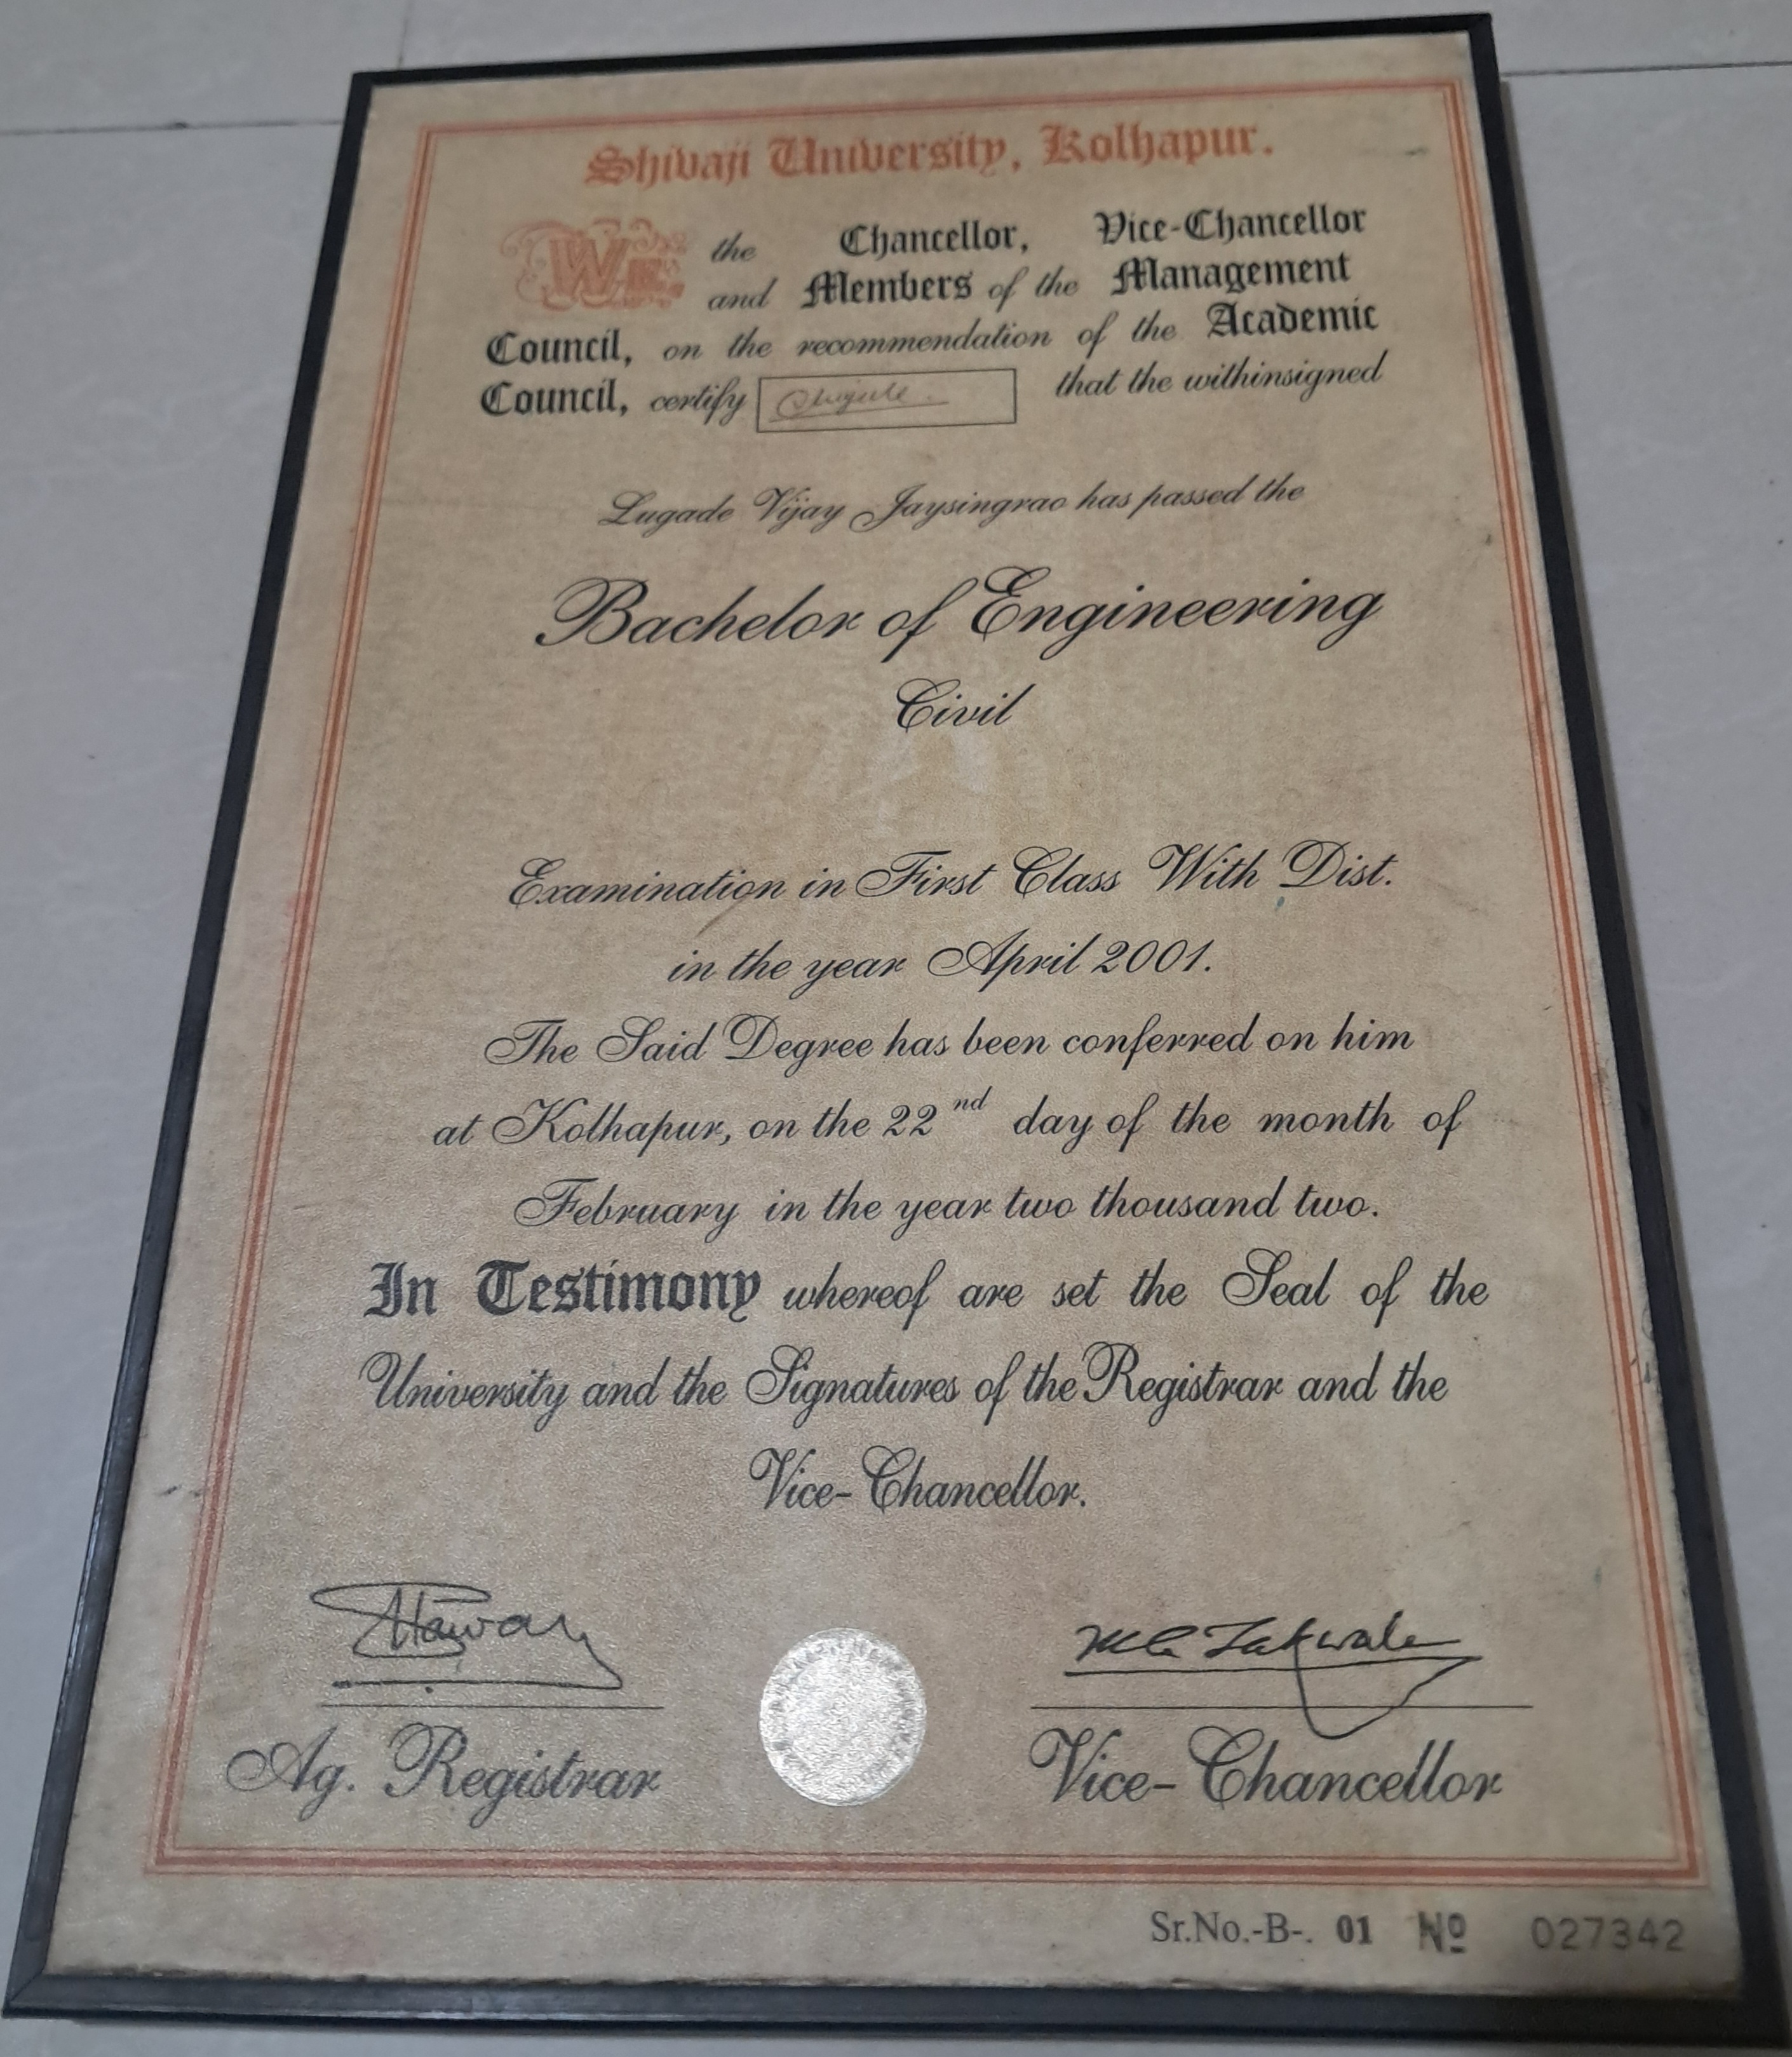 Shivaji University, Kolhapur.
We the Chancellor, Vice-Chancellor
and Members of the Management
Council, on the recommendation of the Academic
Council, certify that the withinsigned
Lugade Vijay Jaysingrao has passed the
Bachelor of Engineering
Civil
Examination in First Class With Dist.
in the year April 2001.
The Said Degree has been conferred on him
at Kolhapur, on the 22nd day of the month of
February in the year two thousand two.
In Testimony whereof are set the Seal of the
University and the Signatures of the Registrar and the
Vice-Chancellor.
Ag. Registrar
Vice-Chancellor
Sr.No.-B-. 01 No 027342